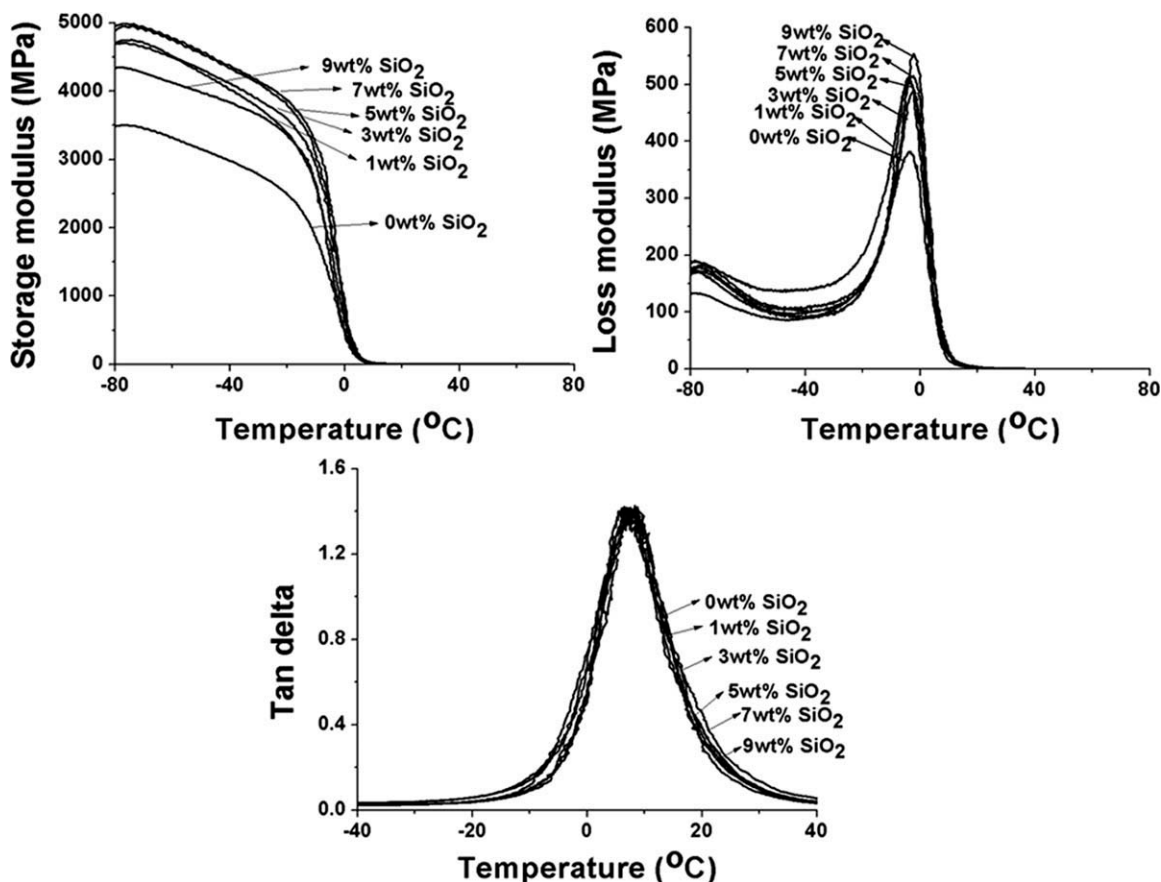 5000
4000
3000
2000
1000
0
-80
-40
0
40
80
Storage modulus (MPa)
Temperature (°C)
9wt% SiO2
7wt% SiO2
5wt% SiO2
3wt% SiO2
1wt% SiO2
0wt% SiO2
600
500
400
300
200
100
0
-80
-40
0
40
80
Loss modulus (MPa)
Temperature (°C)
9wt% SiO2
7wt% SiO2
5wt% SiO2
3wt% SiO2
1wt% SiO2
0wt% SiO2
1.6
1.2
0.8
0.4
0.0
-40
-20
0
20
40
Tan delta
Temperature (°C)
0wt% SiO2
1wt% SiO2
3wt% SiO2
5wt% SiO2
7wt% SiO2
9wt% SiO2